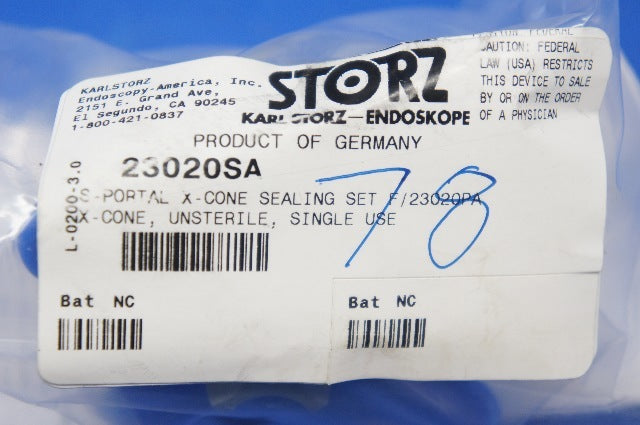 KARLSTORZ
Endoscopy-America, Inc.
2151 E. Grand Ave,
El Segundo, CA 90245
1-800-421-0837
STORZ
KARL STORZ—ENDOSKOPE
CAUTION: FEDERAL
LAW (USA) RESTRICTS
THIS DEVICE TO SALE
BY OR ON THE ORDER
OF A PHYSICIAN
PRODUCT OF GERMANY
L-0200-3.0
23020SA
S-PORTAL X-CONE SEALING SET F/23020PA
X-CONE, UNSTERILE, SINGLE USE
78
Bat NC
Bat NC